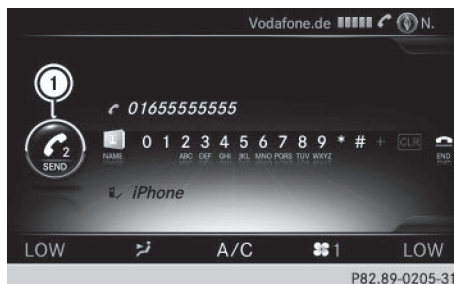 Vodafone.de N.
1
01655555555
0 1 2 3 4 5 6 7 8 9 * # + CLR
NAME ABC DEF GHI JKL MNO PQRS TUV WXYZ END
2
SEND
iPhone
LOW A/C 1 LOW
P82.89-0205-31